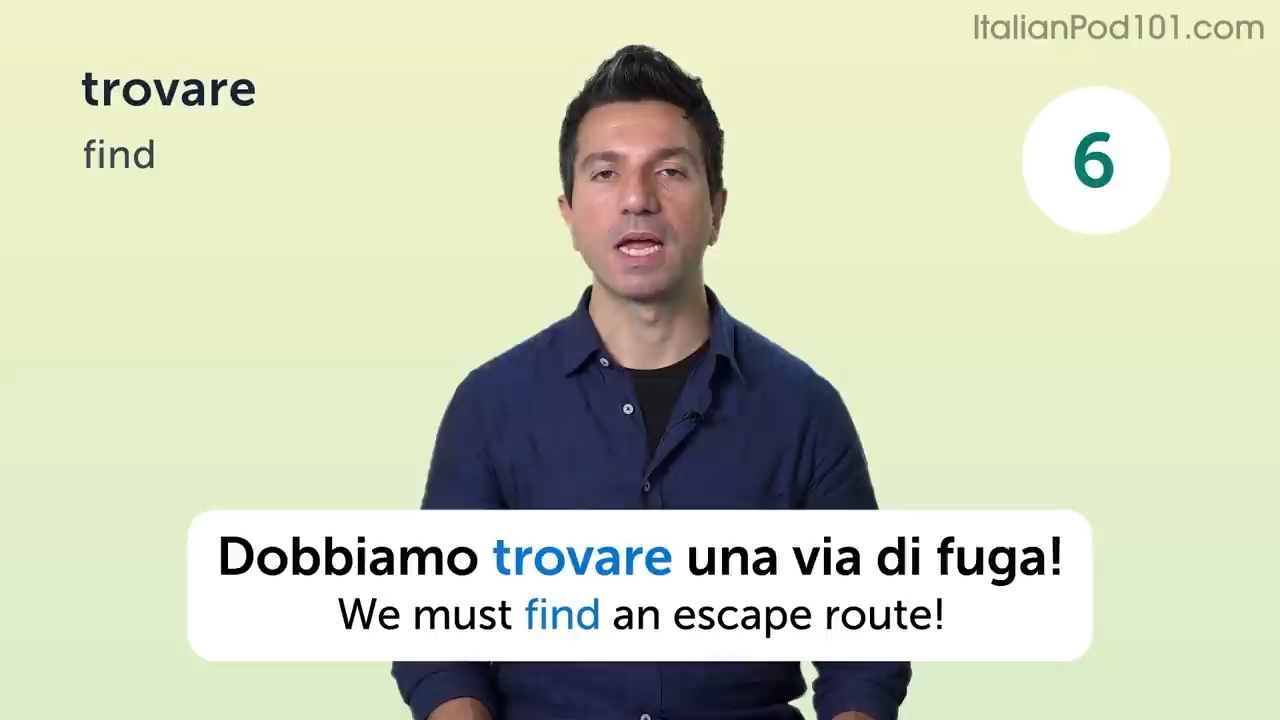 ItalianPod101.com
trovare
find
6
Dobbiamo trovare una via di fuga!
We must find an escape route!